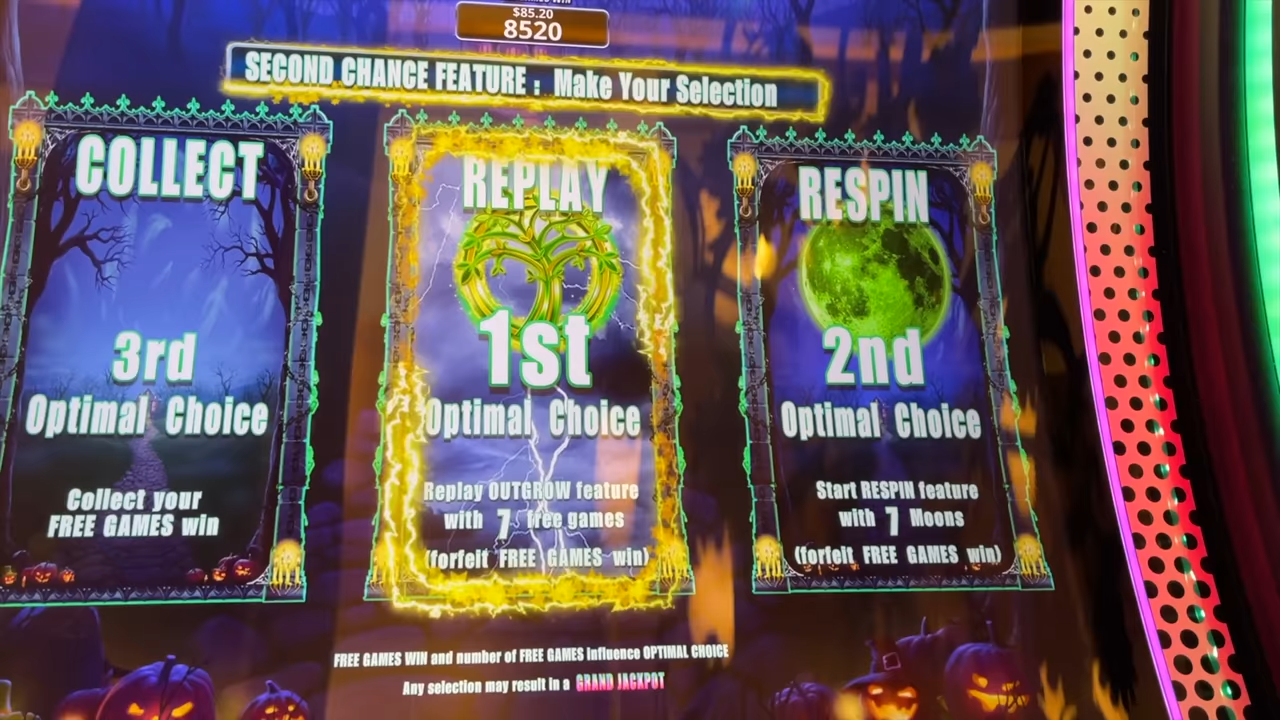 $85.20
8520
SECOND CHANCE FEATURE : Make Your Selection
COLLECT
3rd
Optimal Choice
Collect your
FREE GAMES win
REPLAY
1st
Optimal Choice
Replay OUTGROW feature
with 7 free games
(forfeit FREE GAMES win)
RESPIN
2nd
Optimal Choice
Start RESPIN feature
with 7 Moons
(forfeit FREE GAMES win)
FREE GAMES WIN and number of FREE GAMES influence OPTIMAL CHOICE
Any selection may result in a GRAND JACKPOT